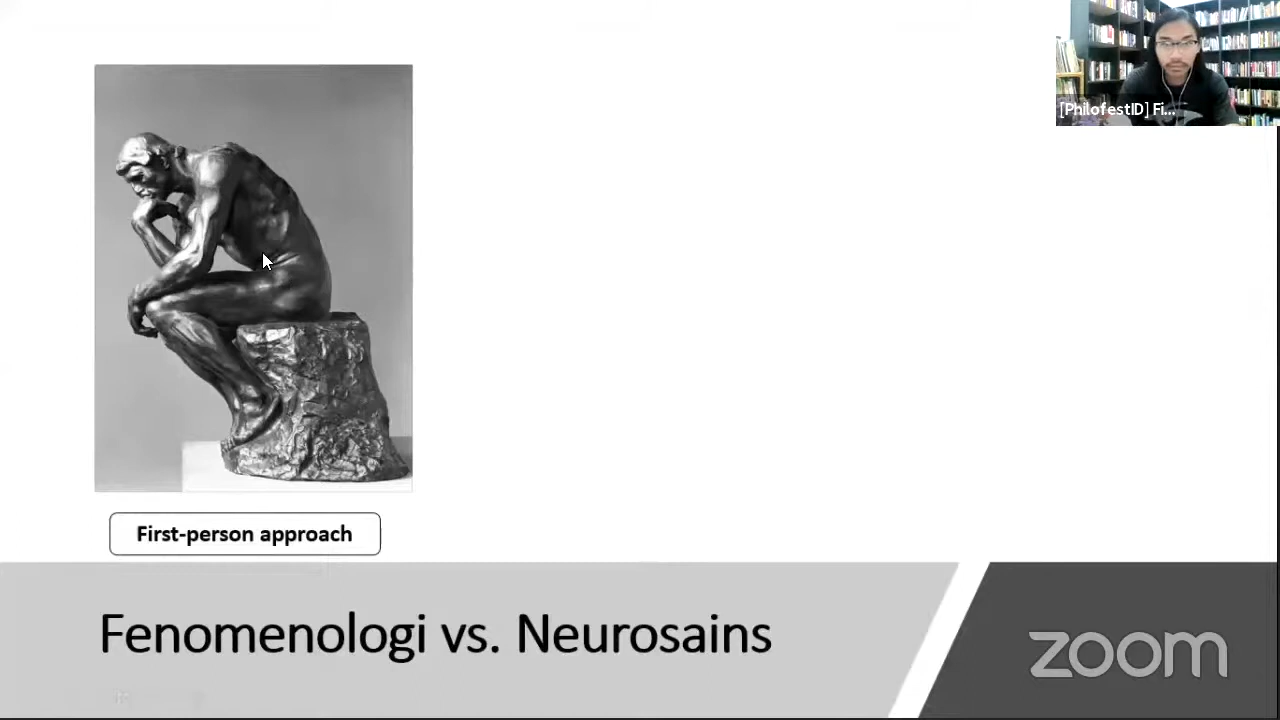 [PhilofestID] Fi...
First-person approach
Fenomenologi vs. Neurosains
zoom